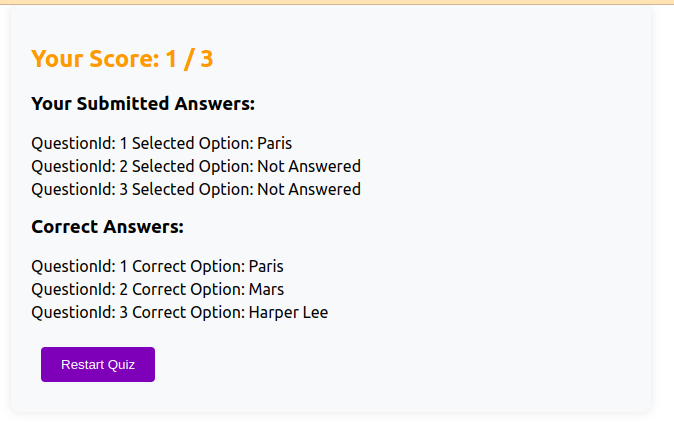 Your Score: 1 / 3
Your Submitted Answers:
QuestionId: 1 Selected Option: Paris
QuestionId: 2 Selected Option: Not Answered
QuestionId: 3 Selected Option: Not Answered
Correct Answers:
QuestionId: 1 Correct Option: Paris
QuestionId: 2 Correct Option: Mars
QuestionId: 3 Correct Option: Harper Lee
Restart Quiz